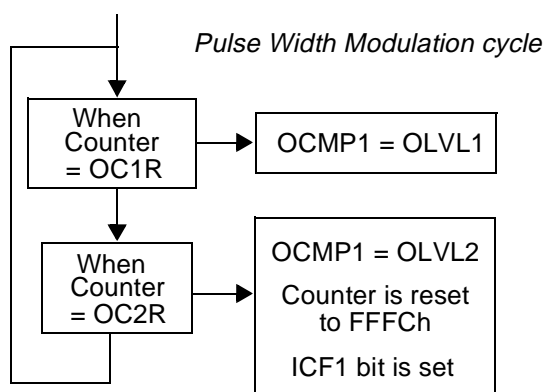 Pulse Width Modulation cycle
When
Counter
= OC1R
OCMP1 = OLVL1
When
Counter
= OC2R
OCMP1 = OLVL2
Counter is reset
to FFFCh
ICF1 bit is set